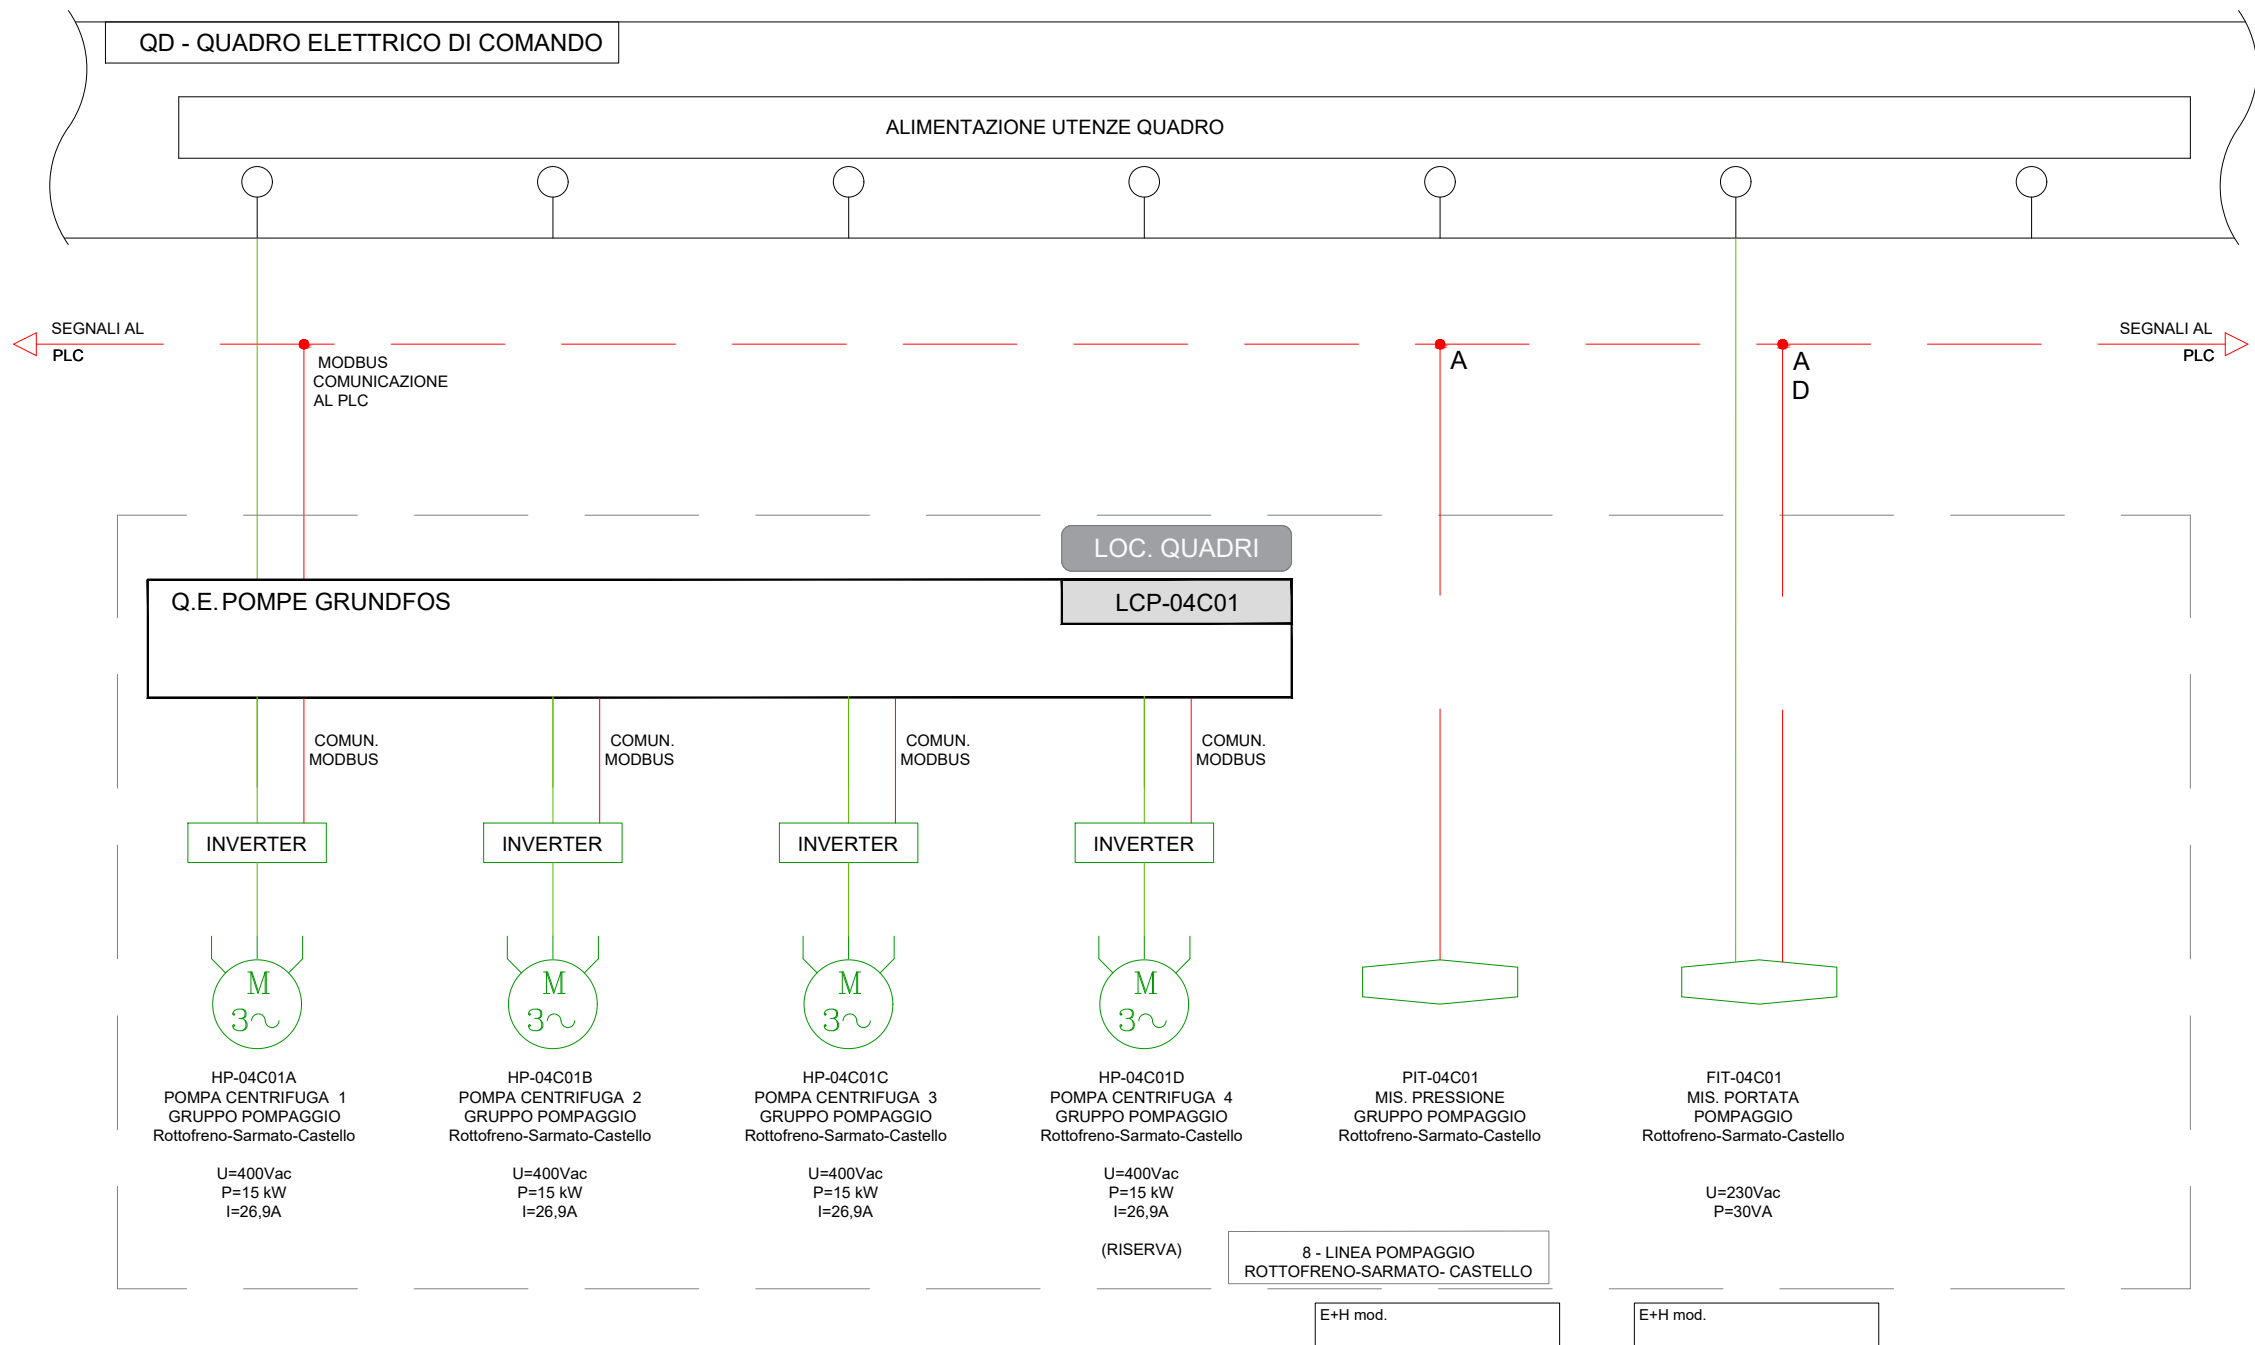 QD - QUADRO ELETTRICO DI COMANDO
ALIMENTAZIONE UTENZE QUADRO
SEGNALI AL
PLC
MODBUS
COMUNICAZIONE
AL PLC
A
A
D
SEGNALI AL
PLC
LOC. QUADRI
Q.E. POMPE GRUNDFOS
LCP-04C01
COMUN.
MODBUS
COMUN.
MODBUS
COMUN.
MODBUS
COMUN.
MODBUS
INVERTER
INVERTER
INVERTER
INVERTER
M
3~
M
3~
M
3~
M
3~
HP-04C01A
POMPA CENTRIFUGA 1
GRUPPO POMPAGGIO
Rottofreno-Sarmato-Castello
U=400Vac
P=15 kW
I=26,9A
HP-04C01B
POMPA CENTRIFUGA 2
GRUPPO POMPAGGIO
Rottofreno-Sarmato-Castello
U=400Vac
P=15 kW
I=26,9A
HP-04C01C
POMPA CENTRIFUGA 3
GRUPPO POMPAGGIO
Rottofreno-Sarmato-Castello
U=400Vac
P=15 kW
I=26,9A
HP-04C01D
POMPA CENTRIFUGA 4
GRUPPO POMPAGGIO
Rottofreno-Sarmato-Castello
U=400Vac
P=15 kW
I=26,9A
(RISERVA)
PIT-04C01
MIS. PRESSIONE
GRUPPO POMPAGGIO
Rottofreno-Sarmato-Castello
FIT-04C01
MIS. PORTATA
POMPAGGIO
Rottofreno-Sarmato-Castello
U=230Vac
P=30VA
8 - LINEA POMPAGGIO
ROTTOFRENO-SARMATO- CASTELLO
E+H mod.
E+H mod.